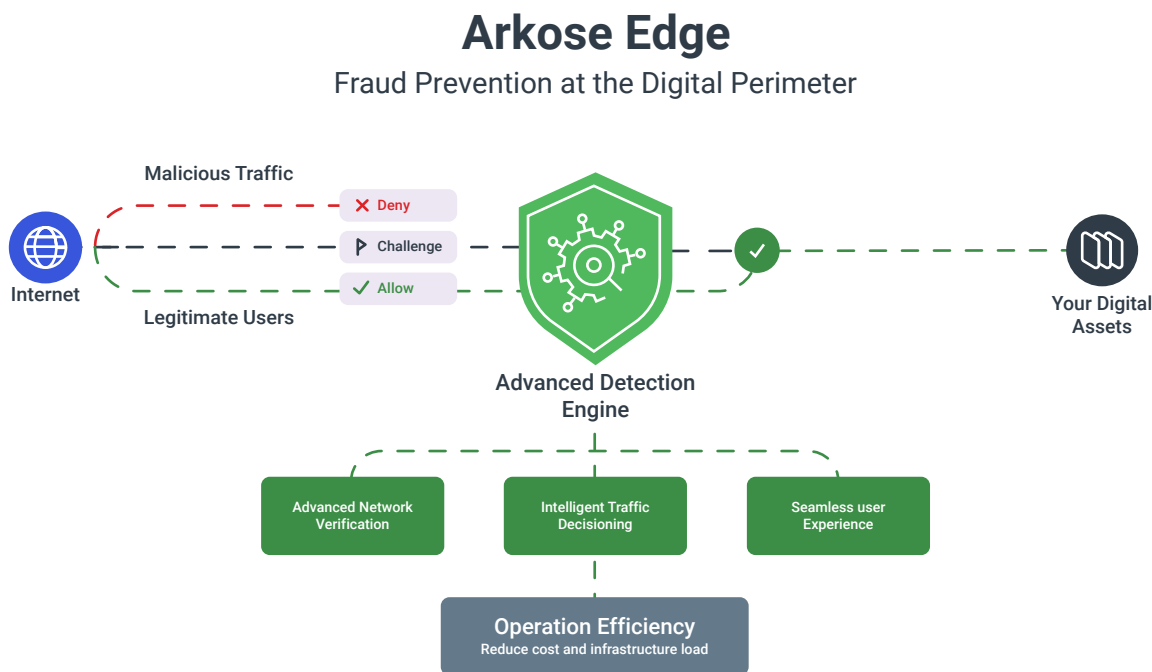 Arkose Edge
Fraud Prevention at the Digital Perimeter
Malicious Traffic
Deny
Challenge
Allow
Internet
Legitimate Users
Your Digital
Assets
Advanced Detection
Engine
Advanced Network
Verification
Intelligent Traffic
Decisioning
Seamless user
Experience
Operation Efficiency
Reduce cost and infrastructure load